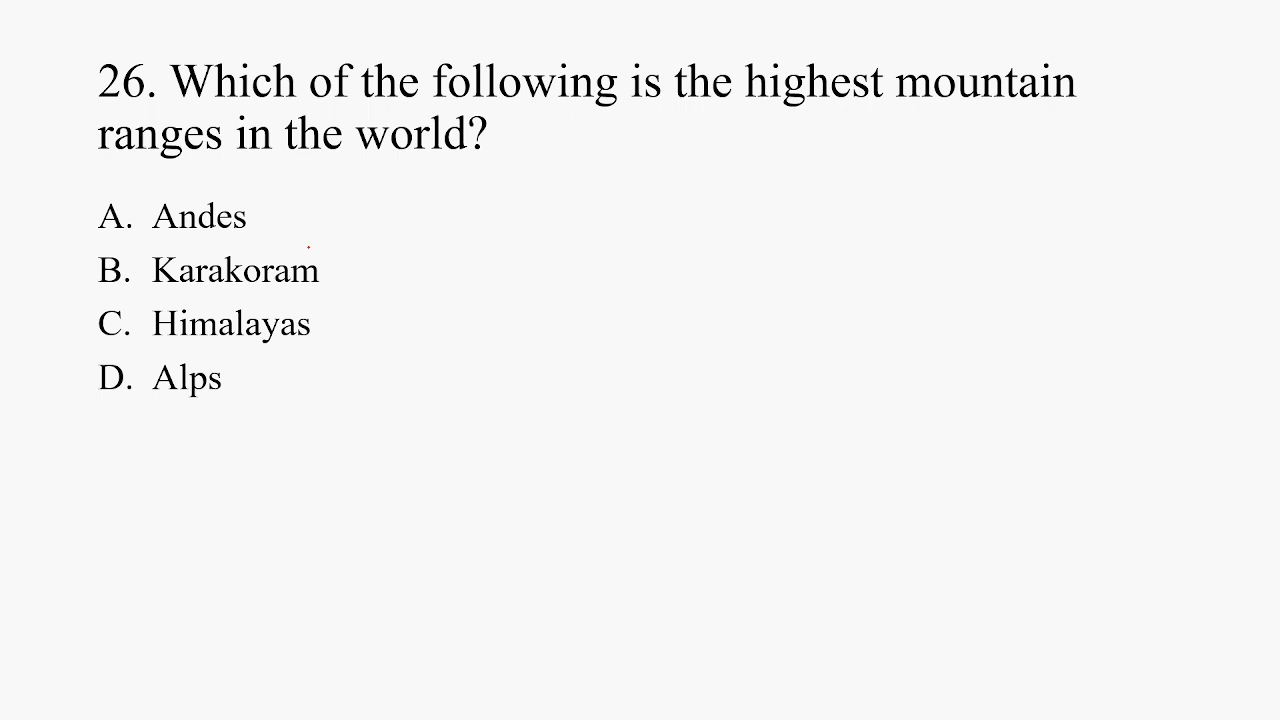 26. Which of the following is the highest mountain
ranges in the world?
A. Andes
B. Karakoram
C. Himalayas
D. Alps